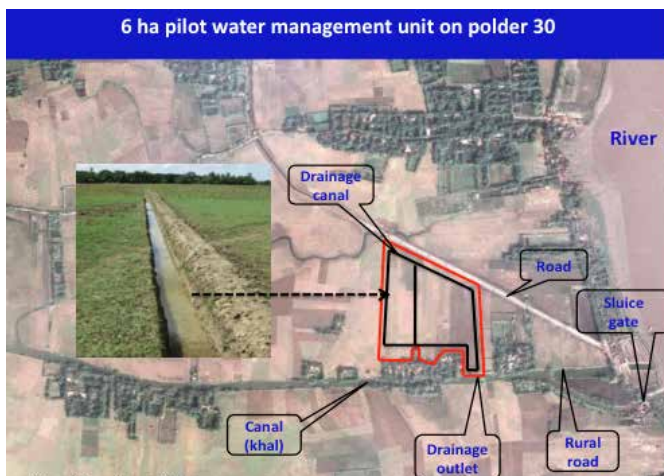 6 ha pilot water management unit on polder 30
River
Drainage
canal
Road
Sluice
gate
Canal
(khal)
Drainage
outlet
Rural
road